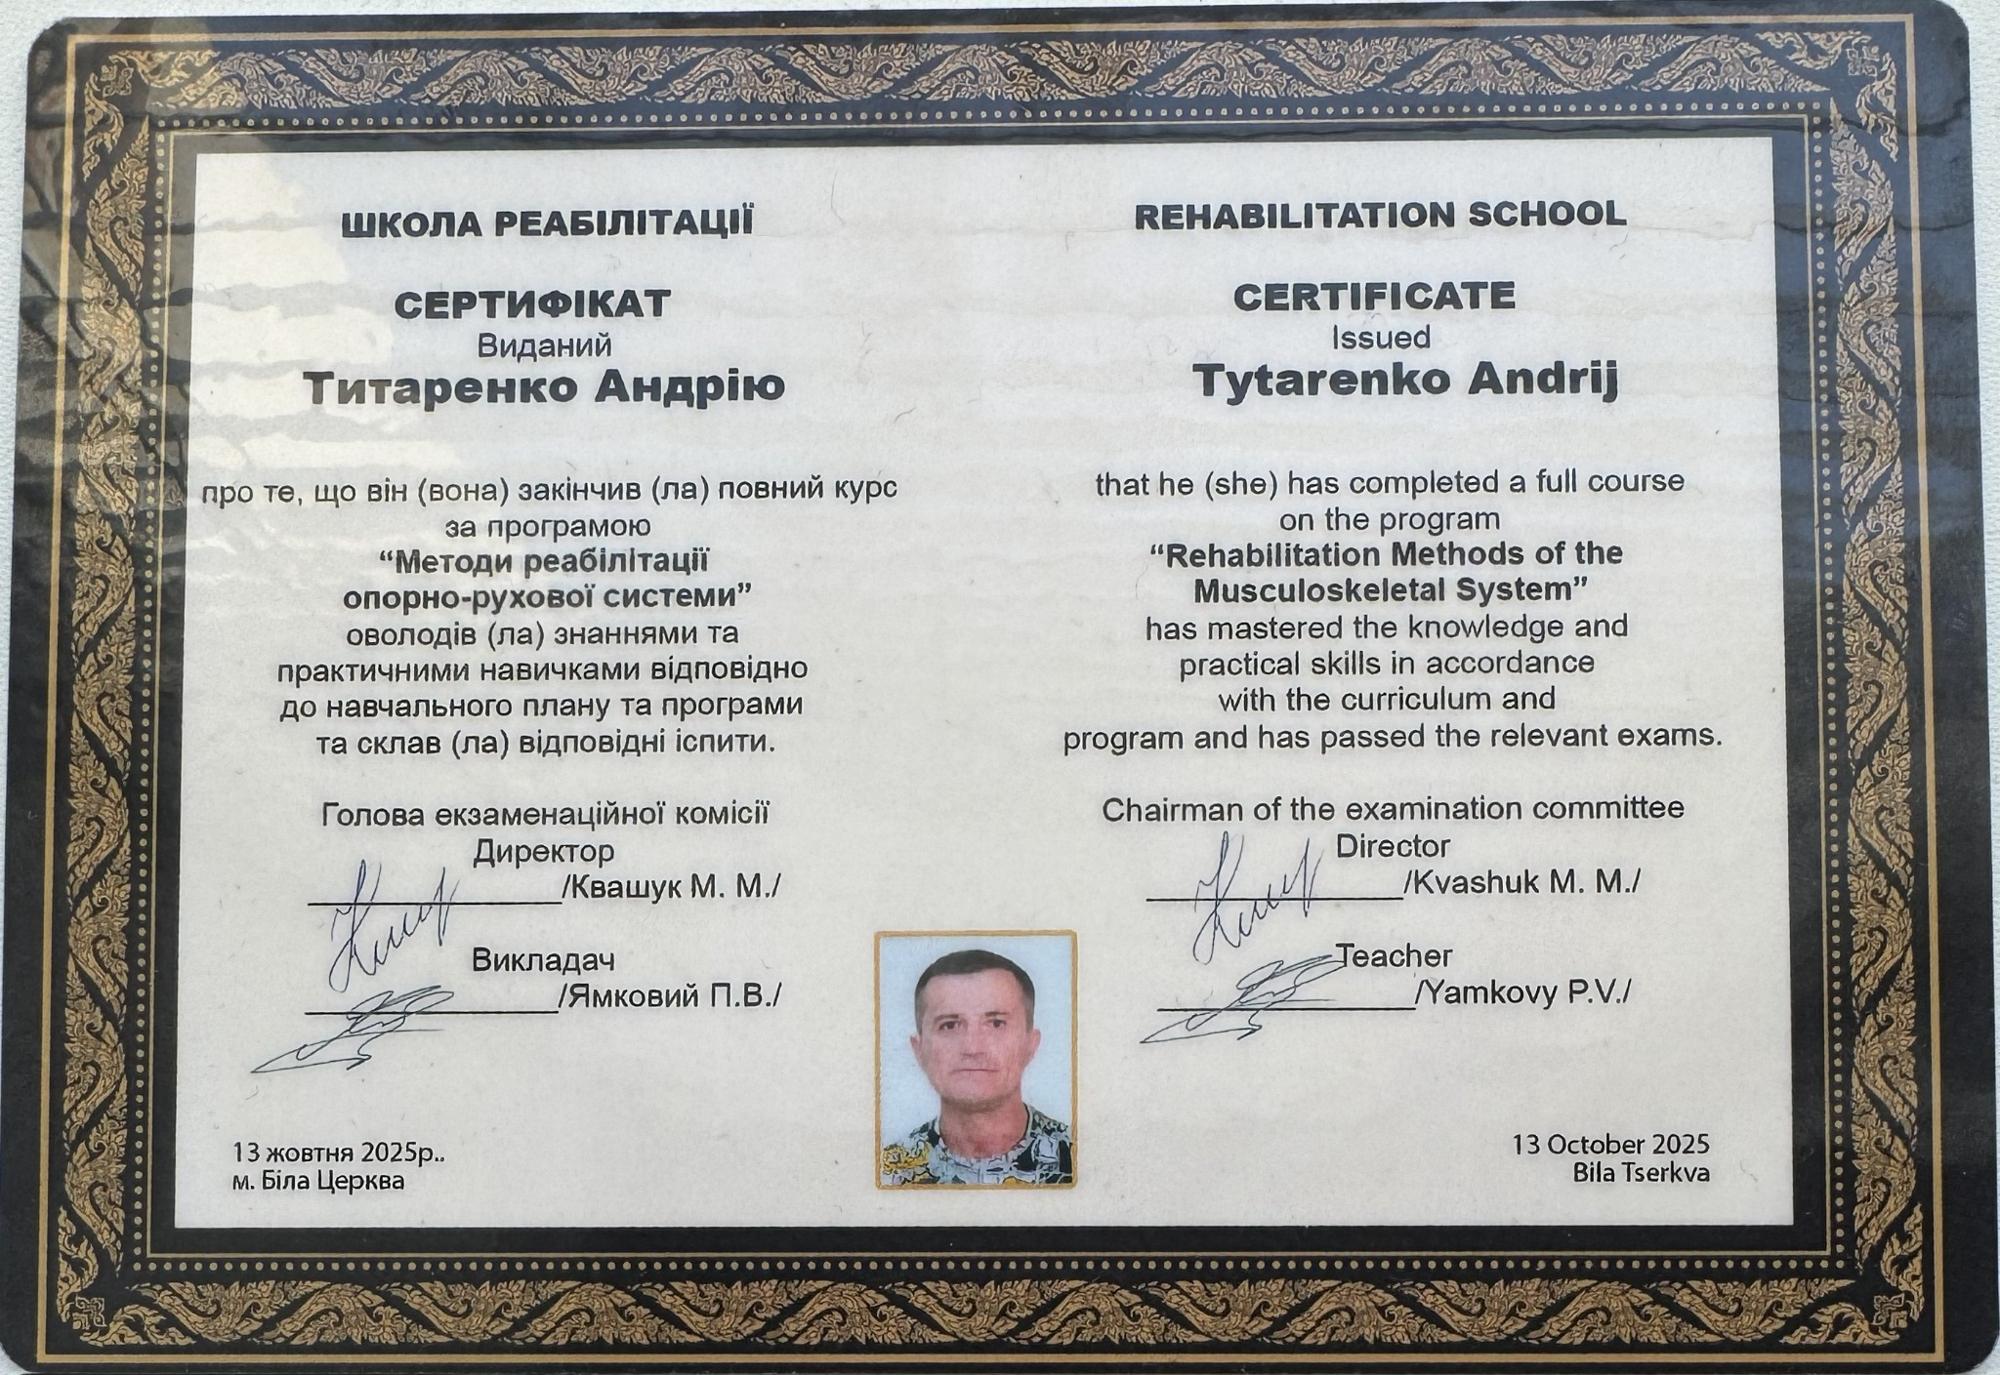 ШКОЛА РЕАБІЛІТАЦІЇ
СЕРТИФІКАТ
Виданий
Титаренко Андрію
про те, що він (вона) закінчив (ла) повний курс
за програмою
“Методи реабілітації
опорно-рухової системи”
оволодів (ла) знаннями та
практичними навичками відповідно
до навчального плану та програми
та склав (ла) відповідні іспити.
Голова екзаменаційної комісії
Директор
/Квашук М. М./
Викладач
/Ямковий П.В./
13 жовтня 2025р..
м. Біла Церква
REHABILITATION SCHOOL
CERTIFICATE
Issued
Tytarenko Andrij
that he (she) has completed a full course
on the program
“Rehabilitation Methods of the
Musculoskeletal System”
has mastered the knowledge and
practical skills in accordance
with the curriculum and
program and has passed the relevant exams.
Chairman of the examination committee
Director
/Kvashuk M. M./
Teacher
/Yamkovy P.V./
13 October 2025
Bila Tserkva